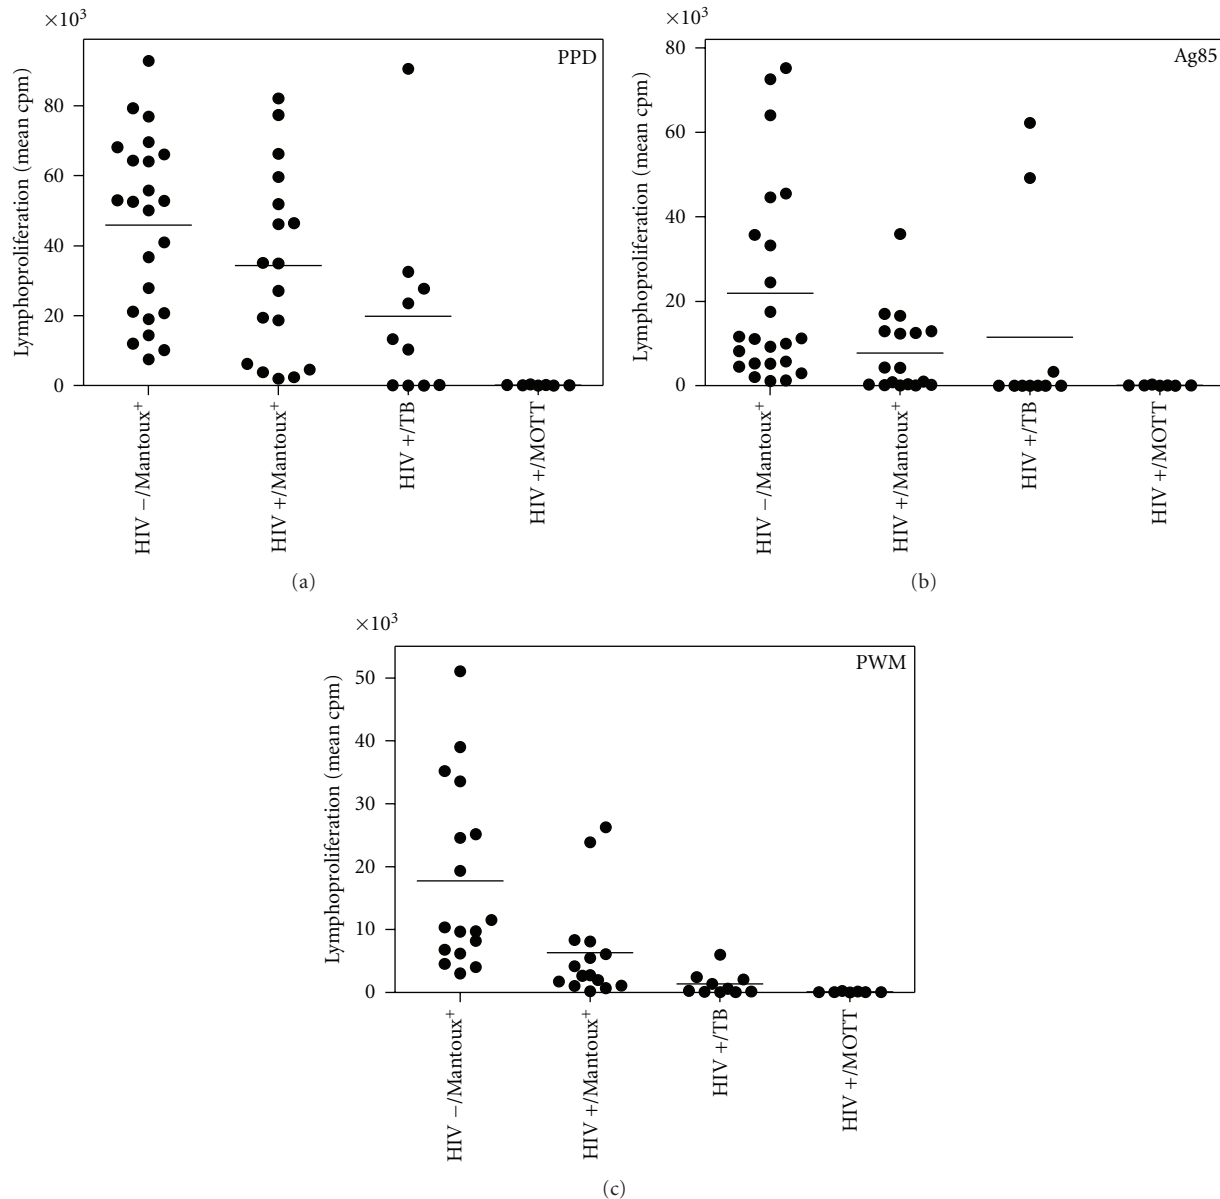 ×10³
PPD
Lymphoproliferation (mean cpm)
80
60
40
20
0
HIV −/Mantoux⁺
HIV +/Mantoux⁺
HIV +/TB
HIV +/MOTT
(a)
×10³
Ag85
Lymphoproliferation (mean cpm)
80
60
40
20
0
HIV −/Mantoux⁺
HIV +/Mantoux⁺
HIV +/TB
HIV +/MOTT
(b)
×10³
PWM
Lymphoproliferation (mean cpm)
50
40
30
20
10
0
HIV −/Mantoux⁺
HIV +/Mantoux⁺
HIV +/TB
HIV +/MOTT
(c)